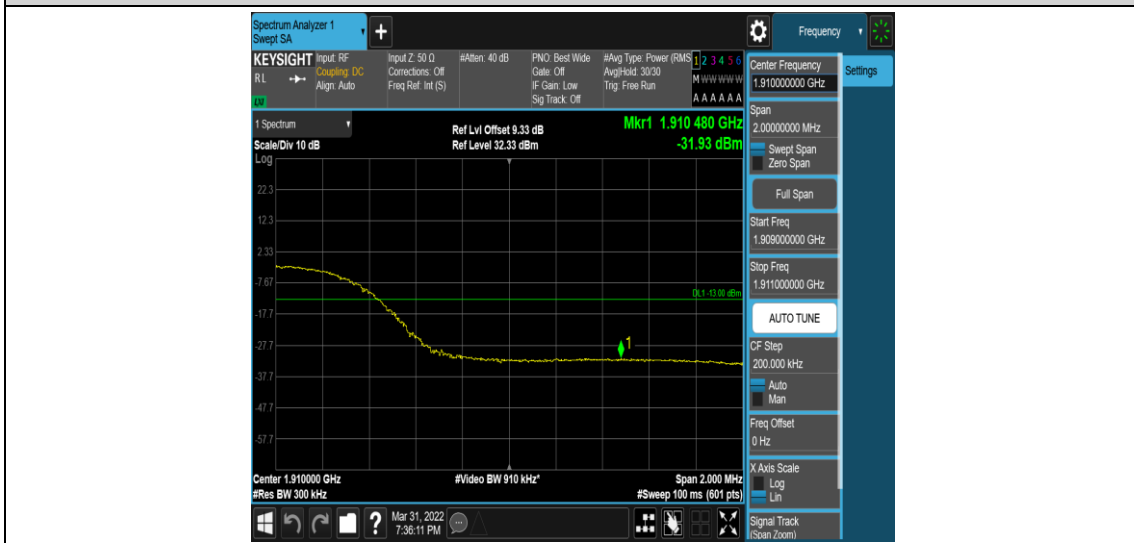 Spectrum Analyzer 1
Swept SA
+
Frequency
KEYSIGHT
RL
Input: RF
Coupling: DC
Align: Auto
Input Z: 50 Ω
Corrections: Off
Freq Ref: Int (S)
#Atten: 40 dB
PNO: Best Wide
Gate: Off
IF Gain: Low
Sig Track: Off
#Avg Type: Power (RMS
Avg|Hold: 30/30
Trig: Free Run
1 2 3 4 5 6
M W W W W W
A A A A A A
1 Spectrum
Scale/Div 10 dB
Ref Lvl Offset 9.33 dB
Ref Level 32.33 dBm
Mkr1 1.910 480 GHz
-31.93 dBm
Log
22.3
12.3
2.33
-7.67
DL1 -13.00 dBm
-17.7
-27.7
1
-37.7
-47.7
-57.7
Center 1.910000 GHz
#Video BW 910 kHz*
Span 2.000 MHz
#Res BW 300 kHz
#Sweep 100 ms (601 pts)
Mar 31, 2022
7:36:11 PM
?
Settings
Center Frequency
1.910000000 GHz
Span
2.00000000 MHz
Swept Span
Zero Span
Full Span
Start Freq
1.909000000 GHz
Stop Freq
1.911000000 GHz
AUTO TUNE
CF Step
200.000 kHz
Auto
Man
Freq Offset
0 Hz
X Axis Scale
Log
Lin
Signal Track
(Span Zoom)